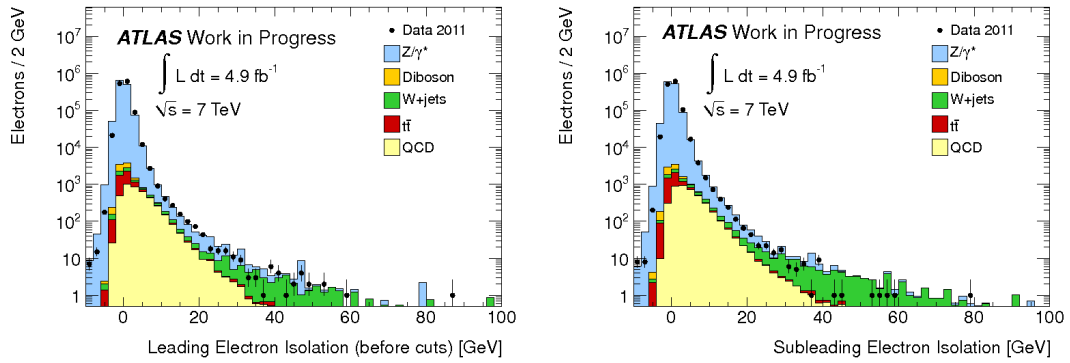 Electrons / 2 GeV
10⁷
10⁶
10⁵
10⁴
10³
10²
10
1
ATLAS Work in Progress
∫ L dt = 4.9 fb⁻¹
√s = 7 TeV
Data 2011
Z/γ*
Diboson
W+jets
tt̄
QCD
0 20 40 60 80 100
Leading Electron Isolation (before cuts) [GeV]
Electrons / 2 GeV
10⁷
10⁶
10⁵
10⁴
10³
10²
10
1
ATLAS Work in Progress
∫ L dt = 4.9 fb⁻¹
√s = 7 TeV
Data 2011
Z/γ*
Diboson
W+jets
tt̄
QCD
0 20 40 60 80 100
Subleading Electron Isolation [GeV]